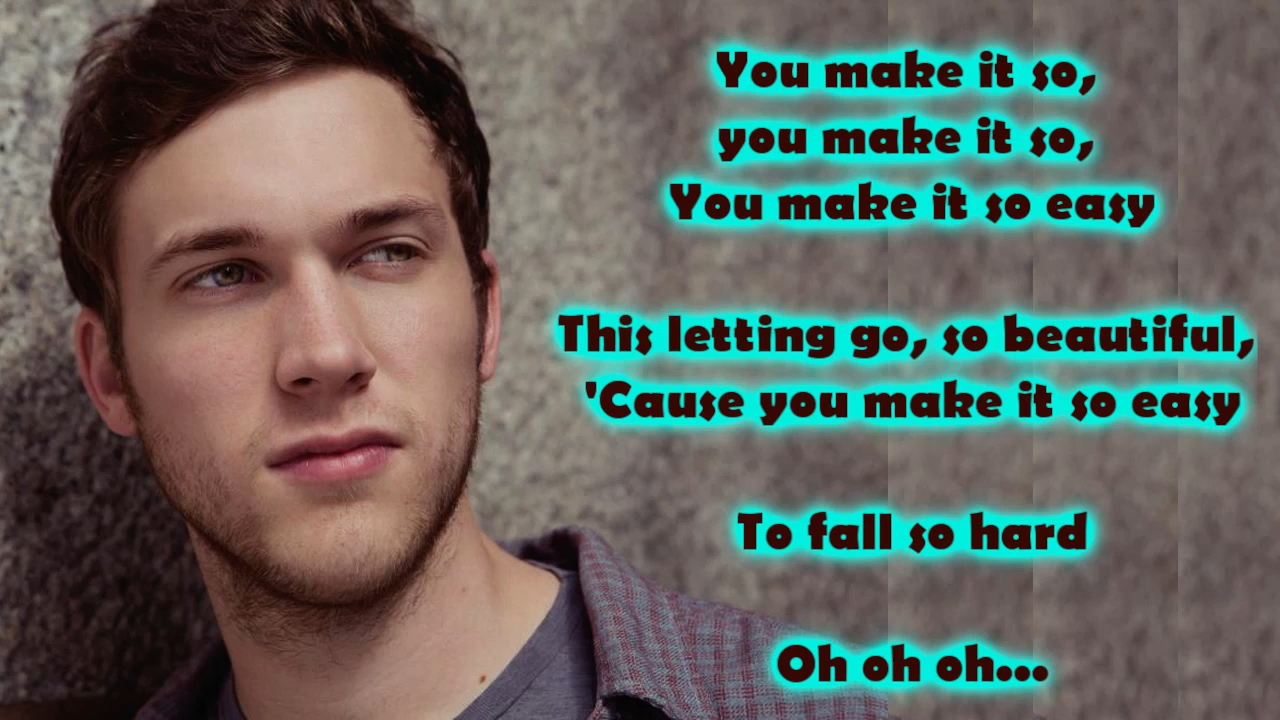 You make it so,
you make it so,
You make it so easy
This letting go, so beautiful,
'Cause you make it so easy
To fall so hard
Oh oh oh...